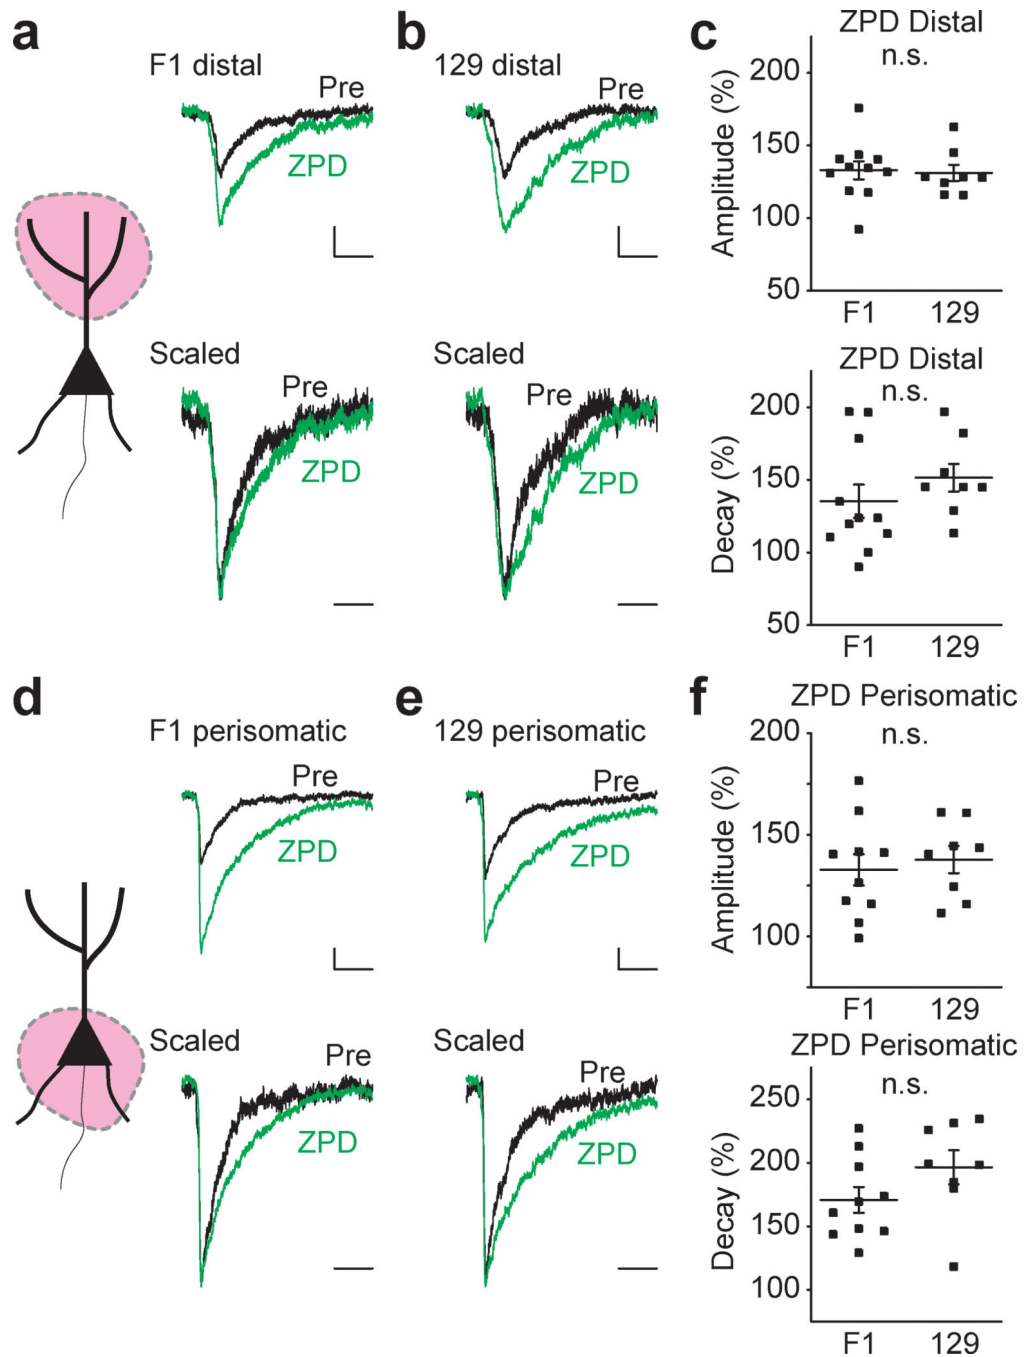 a
F1 distal
Pre
ZPD
Scaled
Pre
ZPD
b
129 distal
Pre
ZPD
Scaled
Pre
ZPD
c
ZPD Distal
n.s.
Amplitude (%)
200
150
100
50
F1
129
ZPD Distal
n.s.
Decay (%)
200
150
100
50
F1
129
d
F1 perisomatic
Pre
ZPD
Scaled
Pre
ZPD
e
129 perisomatic
Pre
ZPD
Scaled
Pre
ZPD
f
ZPD Perisomatic
n.s.
Amplitude (%)
200
150
100
F1
129
ZPD Perisomatic
n.s.
Decay (%)
250
200
150
100
F1
129